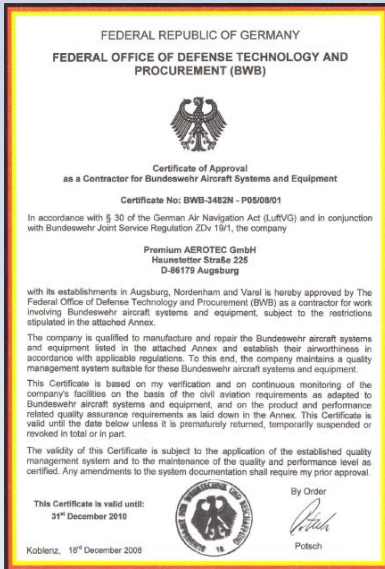 FEDERAL REPUBLIC OF GERMANY
FEDERAL OFFICE OF DEFENSE TECHNOLOGY AND
PROCUREMENT (BWB)
Certificate of Approval
as a Contractor for Bundeswehr Aircraft Systems and Equipment
Certificate No: BWB-3482N - P05/08/01
In accordance with § 30 of the German Air Navigation Act (LuftVG) and in conjunction
with Bundeswehr Joint Service Regulation ZDv 19/1, the company
Premium AEROTEC GmbH
Haunstetter Straße 225
D-86179 Augsburg
with its establishments in Augsburg, Nordenham and Varel is hereby approved by The
Federal Office of Defense Technology and Procurement (BWB) as a contractor for work
involving Bundeswehr aircraft systems and equipment, subject to the restrictions
stipulated in the attached Annex.
The company is qualified to manufacture and repair the Bundeswehr aircraft systems
and equipment listed in the attached Annex and establish their airworthiness in
accordance with applicable regulations. To this end, the company maintains a quality
management system suitable for these Bundeswehr aircraft systems and equipment.
This Certificate is based on my verification and on continuous monitoring of the
company's facilities on the basis of the civil aviation requirements as adapted to
Bundeswehr aircraft systems and equipment, and on the product and performance
related quality assurance requirements as laid down in the Annex. This Certificate is
valid until the date below unless it is prematurely returned, temporarily suspended or
revoked in total or in part.
The validity of this Certificate is subject to the application of the established quality
management system and to the maintenance of the quality and performance level as
certified. Any amendments to the system documentation shall require my prior approval.
By Order
This Certificate is valid until:
31st December 2010
18
Koblenz, 18th December 2008
Potsch